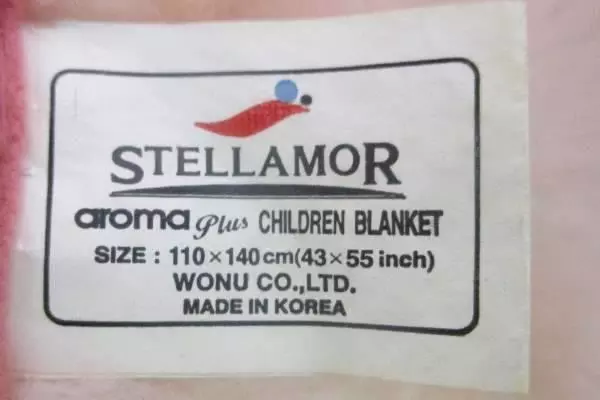 STELLAMOR
aroma Plus CHILDREN BLANKET
SIZE : 110×140cm(43×55 inch)
WONU CO.,LTD.
MADE IN KOREA